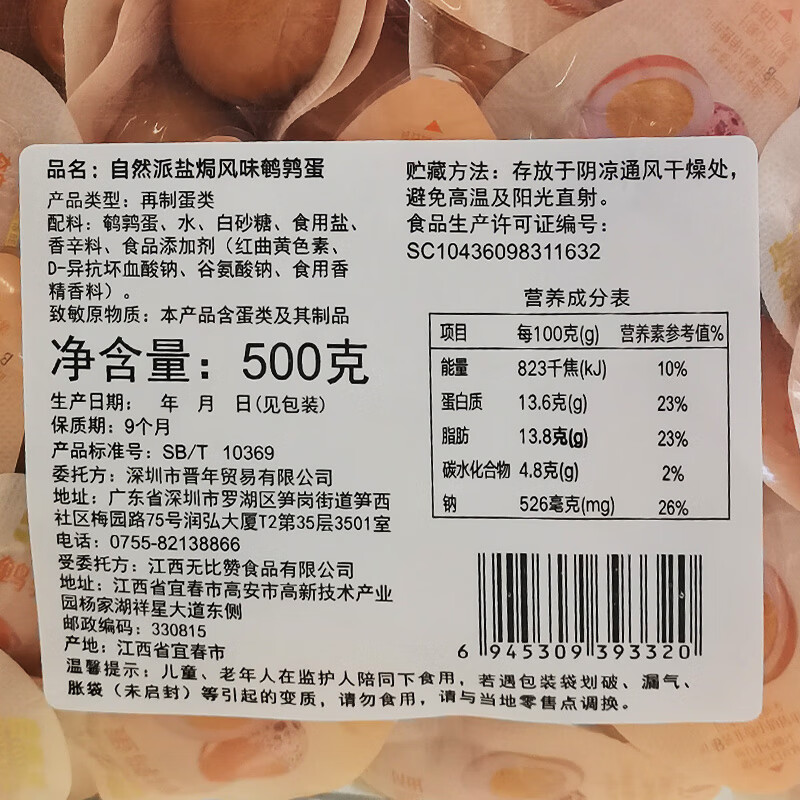 品名：自然派盐焗风味鹌鹑蛋
产品类型：再制蛋类
配料：鹌鹑蛋、水、白砂糖、食用盐、
香辛料、食品添加剂（红曲黄色素、
D-异抗坏血酸钠、谷氨酸钠、食用香
精香料）。
致敏原物质：本产品含蛋类及其制品
净含量：500克
生产日期： 年 月 日(见包装)
保质期：9个月
产品标准号：SB/T 10369
委托方：深圳市晋年贸易有限公司
地址：广东省深圳市罗湖区笋岗街道笋西
社区梅园路75号润弘大厦T2第35层3501室
电话：0755-82138866
受委托方：江西无比赞食品有限公司
地址：江西省宜春市高安市高新技术产业
园杨家湖祥星大道东侧
邮政编码：330815
产地：江西省宜春市
温馨提示：儿童、老年人在监护人陪同下食用，若遇包装袋划破、漏气、
胀袋（未启封）等引起的变质，请勿食用，请与当地零售点调换。
贮藏方法：存放于阴凉通风干燥处，
避免高温及阳光直射。
食品生产许可证编号：
SC10436098311632
营养成分表
项目 每100克(g) 营养素参考值%
能量 823千焦(kJ) 10%
蛋白质 13.6克(g) 23%
脂肪 13.8克(g) 23%
碳水化合物 4.8克(g) 2%
钠 526毫克(mg) 26%
6 945309 393320